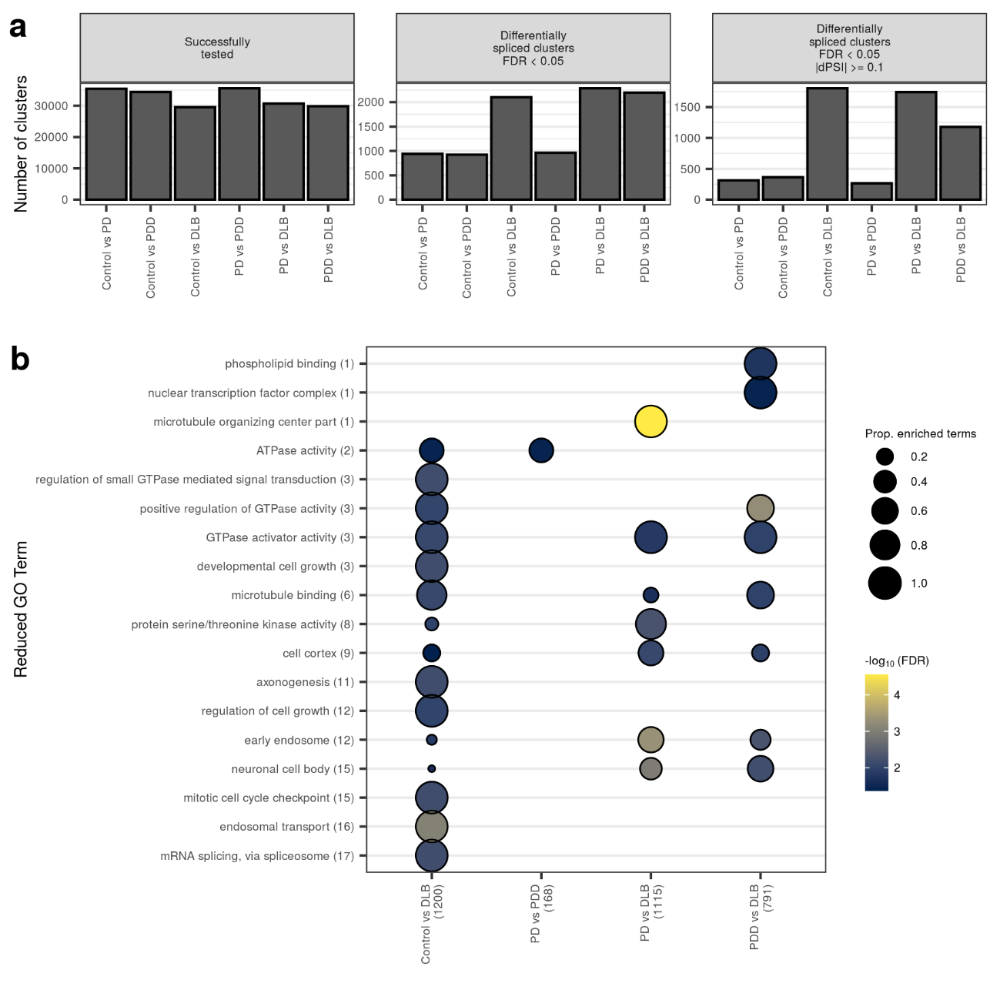 a
Successfully
tested
Differentially
spliced clusters
FDR < 0.05
Differentially
spliced clusters
FDR < 0.05
|dPSI| >= 0.1
Number of clusters
30000
20000
10000
0
2000
1500
1000
500
0
1500
1000
500
0
Control vs PD
Control vs PDD
Control vs DLB
PD vs PDD
PD vs DLB
PDD vs DLB
Control vs PD
Control vs PDD
Control vs DLB
PD vs PDD
PD vs DLB
PDD vs DLB
Control vs PD
Control vs PDD
Control vs DLB
PD vs PDD
PD vs DLB
PDD vs DLB
b
Reduced GO Term
phospholipid binding (1)
nuclear transcription factor complex (1)
microtubule organizing center part (1)
ATPase activity (2)
regulation of small GTPase mediated signal transduction (3)
positive regulation of GTPase activity (3)
GTPase activator activity (3)
developmental cell growth (3)
microtubule binding (6)
protein serine/threonine kinase activity (8)
cell cortex (9)
axonogenesis (11)
regulation of cell growth (12)
early endosome (12)
neuronal cell body (15)
mitotic cell cycle checkpoint (15)
endosomal transport (16)
mRNA splicing, via spliceosome (17)
Control vs DLB
(1200)
PD vs PDD
(168)
PD vs DLB
(1115)
PDD vs DLB
(791)
Prop. enriched terms
0.2
0.4
0.6
0.8
1.0
-log10 (FDR)
4
3
2